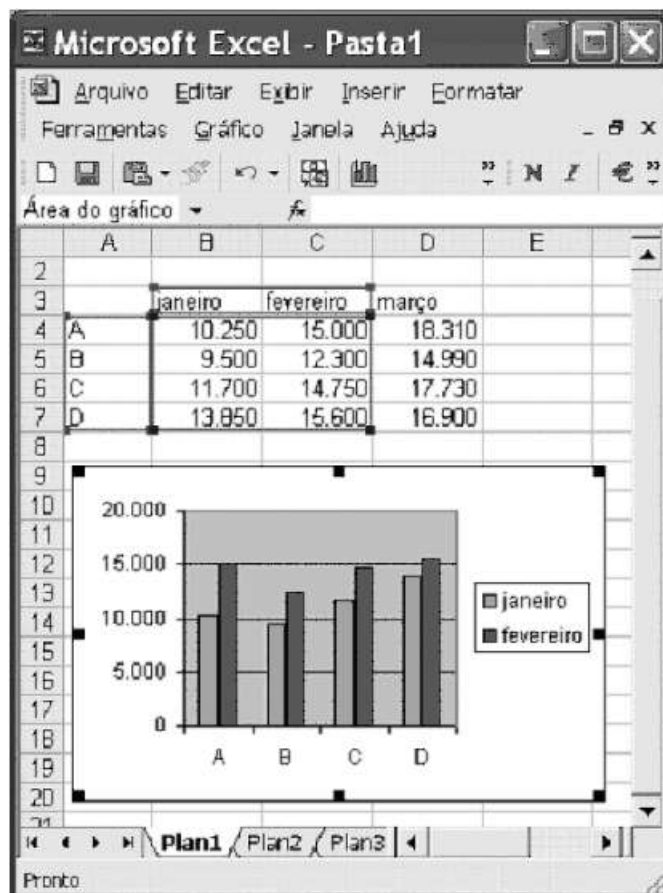 Microsoft Excel - Pasta1
Arquivo Editar Exibir Inserir Formatar
Ferramentas Gráfico Janela Ajuda
N I €
Área do gráfico fx
A B C D E
2
3 janeiro fevereiro março
4 A 10.250 15.000 18.310
5 B 9.500 12.300 14.990
6 C 11.700 14.750 17.730
7 D 13.850 15.600 16.900
8
9
10
11
12
13
14
15
16
17
18
19
20
21
20.000
15.000
10.000
5.000
0
A B C D
janeiro
fevereiro
Plan1 Plan2 Plan3
Pronto